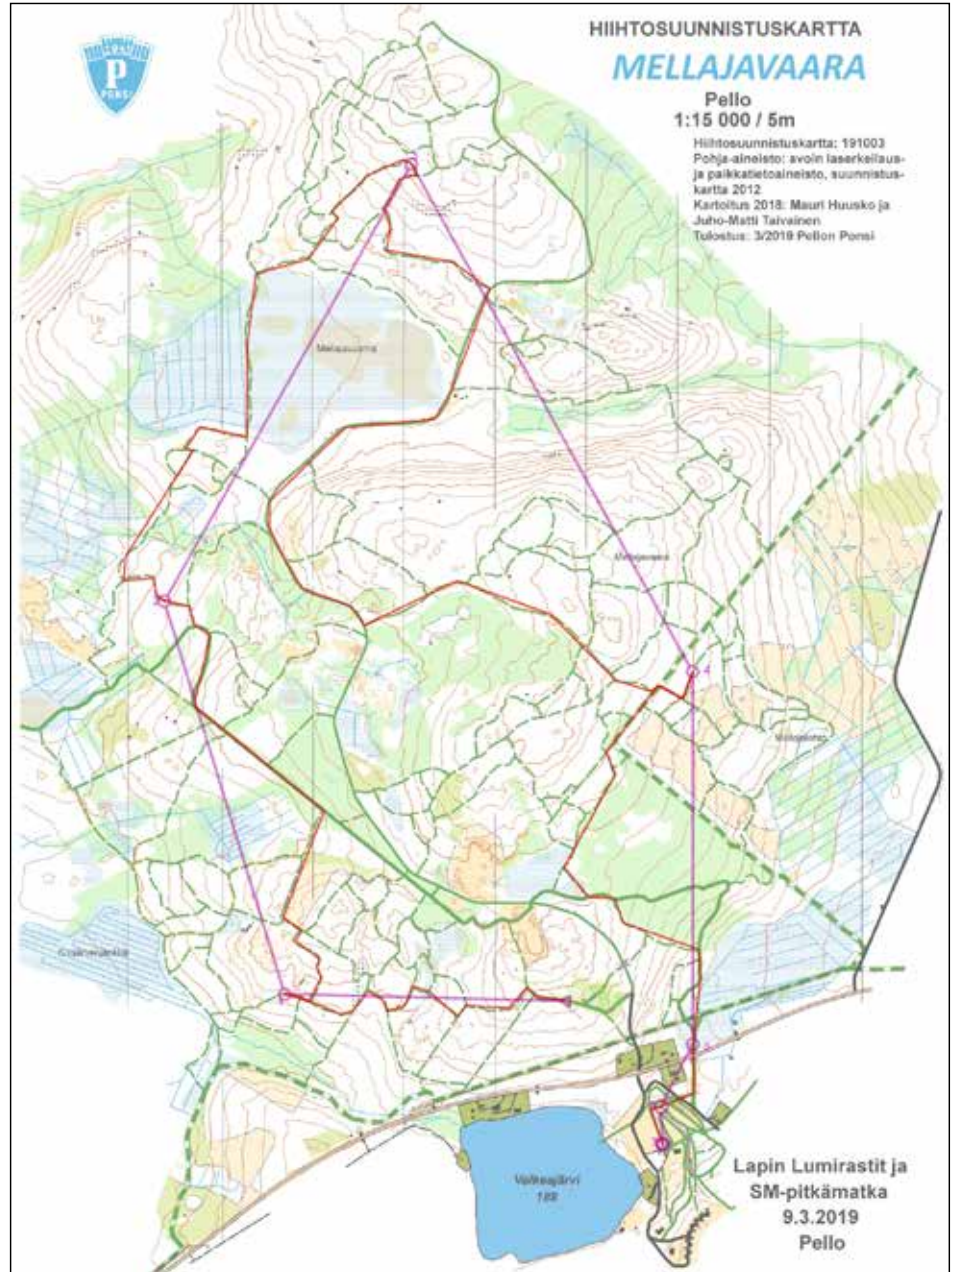 P
PONSI
HIIHTOSUUNNISTUSKARTTA
MELLAJAVAARA
Pello
1:15 000 / 5m
Hiihtosuunnistuskartta: 191003
Pohja-aineisto: avoin laserkeilaus-
ja paikkatietoaineisto, suunnistus-
kartta 2012
Kartoitus 2018: Mauri Huusko ja
Juho-Matti Taivainen
Tulostus: 3/2019 Pellon Ponsi
Mellajavaara
4
Valkeajärvi
188
Lapin Lumirastit ja
SM-pitkämatka
9.3.2019
Pello